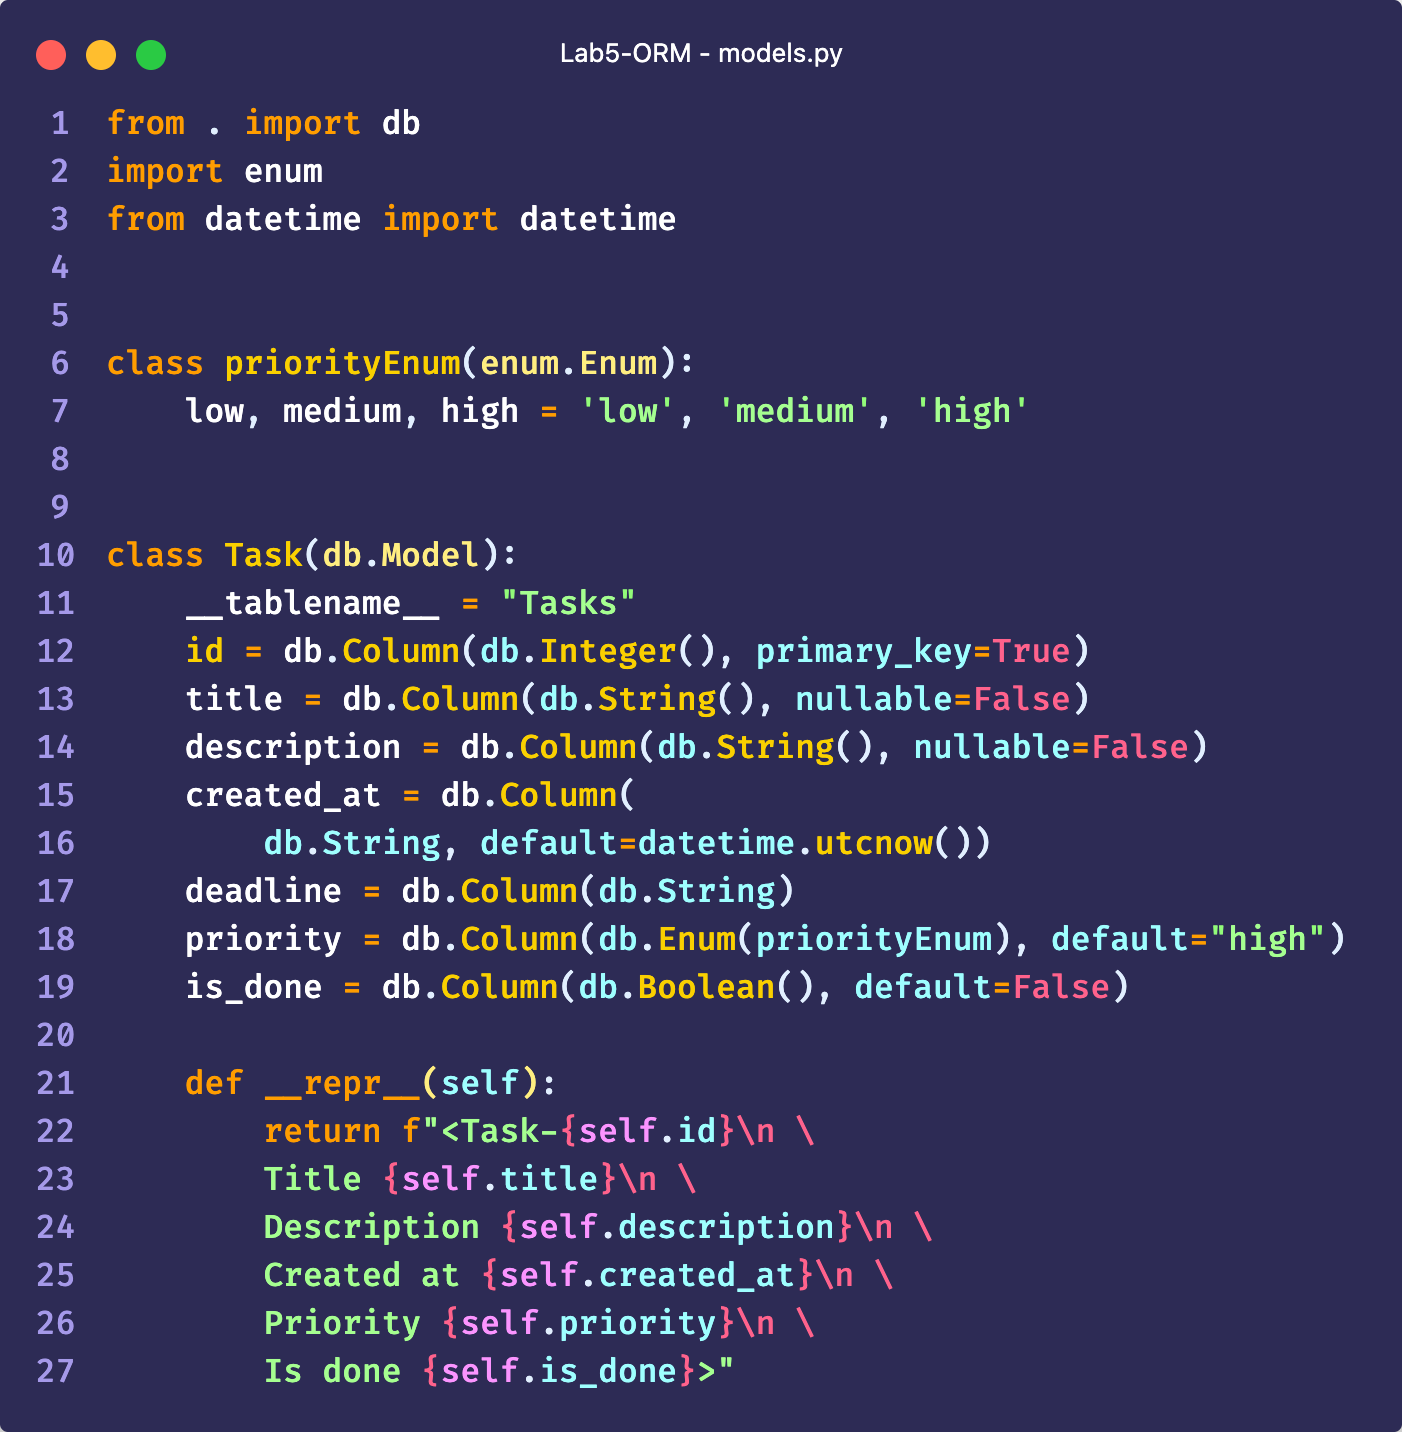 Lab5-ORM - models.py
1 from . import db
2 import enum
3 from datetime import datetime
4
5
6 class priorityEnum(enum.Enum):
7     low, medium, high = 'low', 'medium', 'high'
8
9
10 class Task(db.Model):
11     __tablename__ = "Tasks"
12     id = db.Column(db.Integer(), primary_key=True)
13     title = db.Column(db.String(), nullable=False)
14     description = db.Column(db.String(), nullable=False)
15     created_at = db.Column(
16         db.String, default=datetime.utcnow())
17     deadline = db.Column(db.String)
18     priority = db.Column(db.Enum(priorityEnum), default="high")
19     is_done = db.Column(db.Boolean(), default=False)
20
21     def __repr__(self):
22         return f"<Task-{self.id}\n \
23         Title {self.title}\n \
24         Description {self.description}\n \
25         Created at {self.created_at}\n \
26         Priority {self.priority}\n \
27         Is done {self.is_done}>"